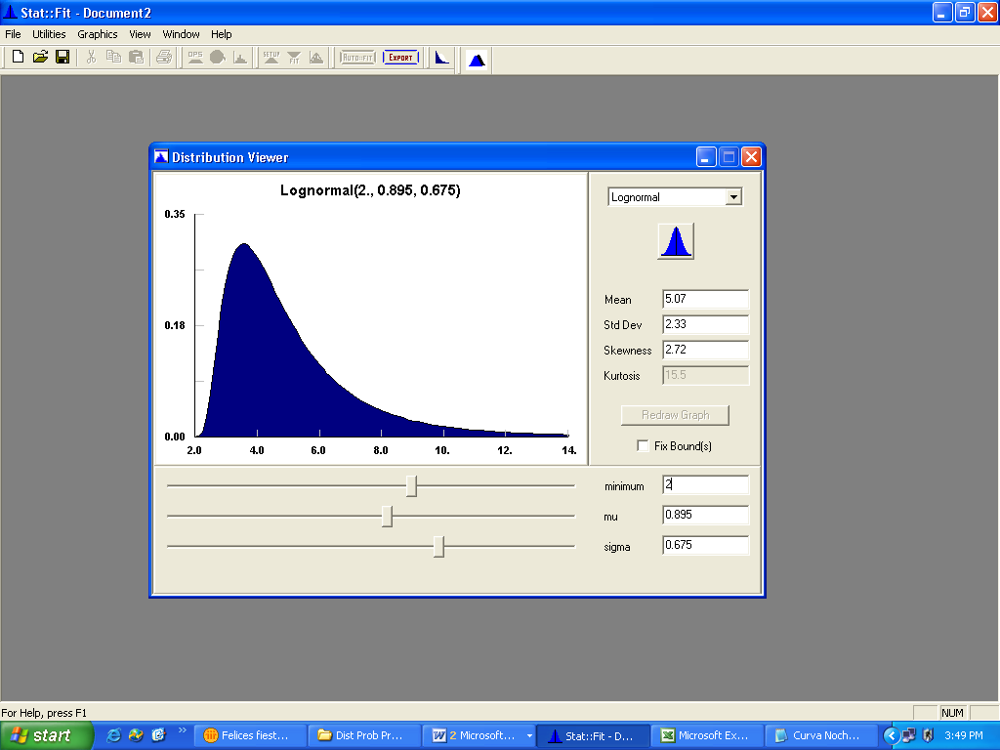 Stat::Fit - Document2
File Utilities Graphics View Window Help
DPS SETUP FIT AUTO::FIT EXPORT
Distribution Viewer
Lognormal(2., 0.895, 0.675)
0.35
0.18
0.00
2.0 4.0 6.0 8.0 10. 12. 14.
Lognormal
Mean 5.07
Std Dev 2.33
Skewness 2.72
Kurtosis 15.5
Redraw Graph
Fix Bound(s)
minimum 2
mu 0.895
sigma 0.675
For Help, press F1
NUM
start
Felices fiest...
Dist Prob Pr...
2 Microsoft...
Stat::Fit - D...
Microsoft Ex...
Curva Noch...
3:49 PM